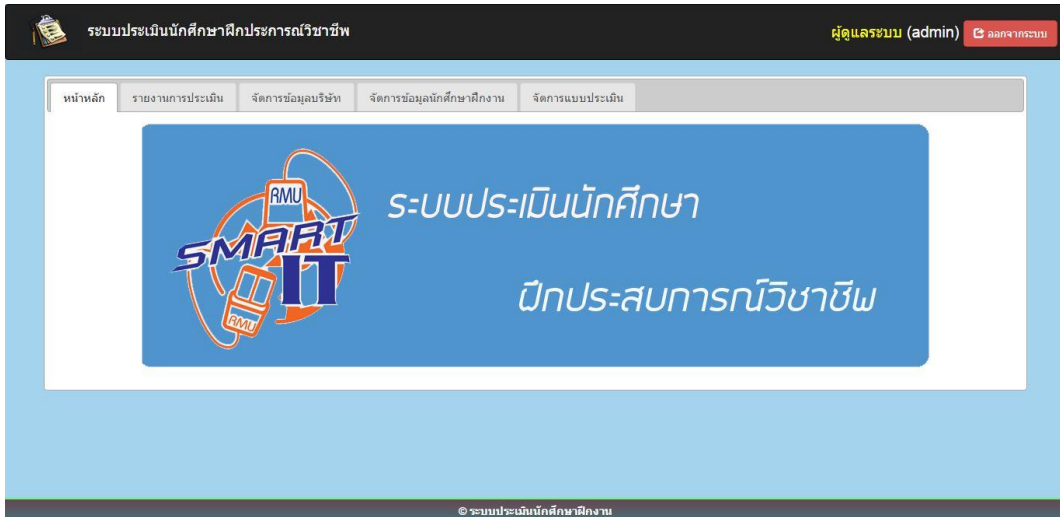 ระบบประเมินนักศึกษาฝึกประการณ์วิชาชีพ
ผู้ดูแลระบบ (admin) ออกจากระบบ
หน้าหลัก รายงานการประเมิน จัดการข้อมูลบริษัท จัดการข้อมูลนักศึกษาฝึกงาน จัดการแบบประเมิน
RMU
SMART
IT
RMU
ระบบประเมินนักศึกษา
ฝึกประสบการณ์วิชาชีพ
© ระบบประเมินนักศึกษาฝึกงาน